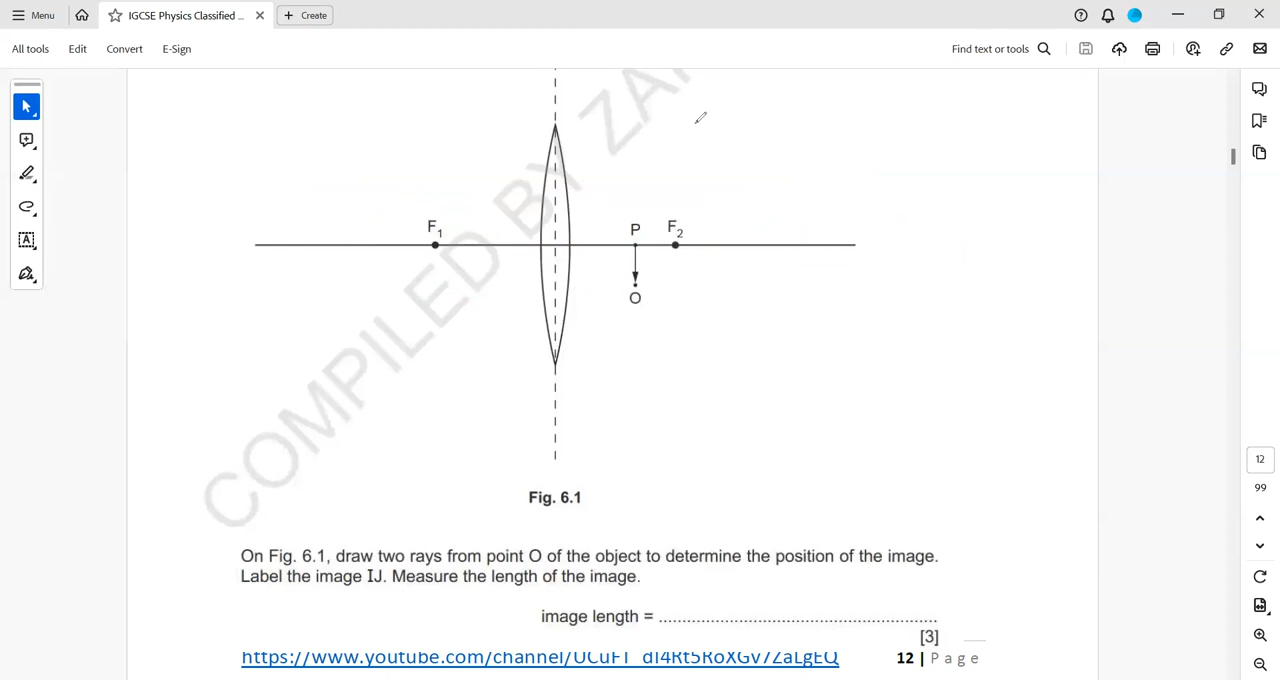 Menu
IGCSE Physics Classified ...
Create
All tools
Edit
Convert
E-Sign
Find text or tools
COMPILED BY ZA
F1
P
F2
O
Fig. 6.1
On Fig. 6.1, draw two rays from point O of the object to determine the position of the image.
Label the image IJ. Measure the length of the image.
image length = ............................................................
[3]
12 | Page
12
99